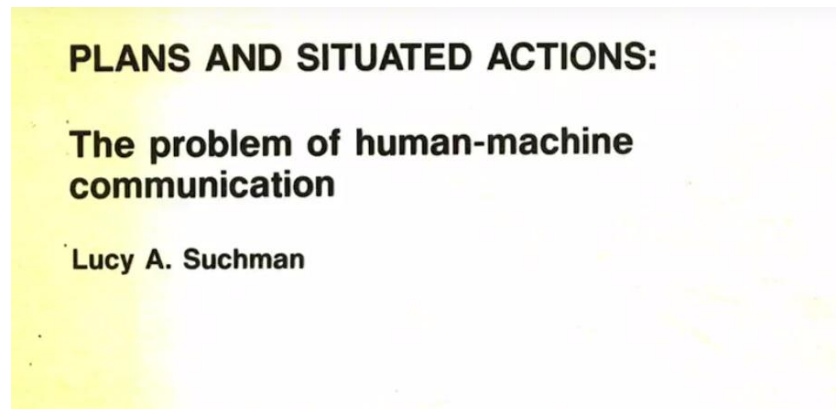 PLANS AND SITUATED ACTIONS:
The problem of human-machine
communication
Lucy A. Suchman